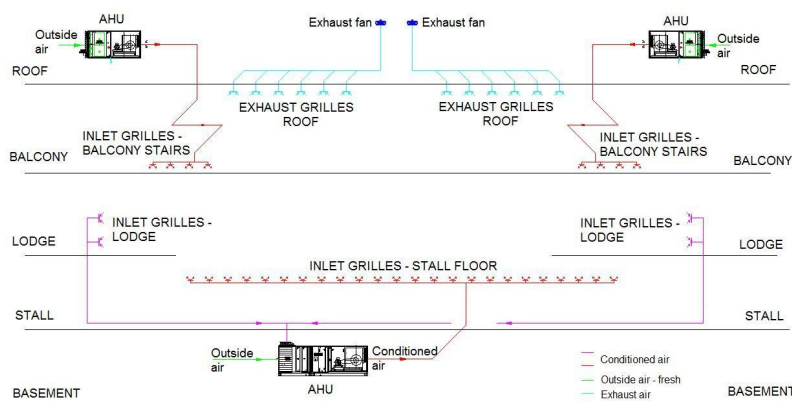 AHU
Exhaust fan
Exhaust fan
AHU
Outside
air
Outside
air
ROOF
ROOF
EXHAUST GRILLES
ROOF
EXHAUST GRILLES
ROOF
INLET GRILLES -
BALCONY STAIRS
INLET GRILLES -
BALCONY STAIRS
BALCONY
BALCONY
INLET GRILLES -
LODGE
INLET GRILLES -
LODGE
LODGE
LODGE
INLET GRILLES - STALL FLOOR
STALL
STALL
Outside
air
Conditioned
air
AHU
Conditioned air
Outside air - fresh
Exhaust air
BASEMENT
BASEMENT